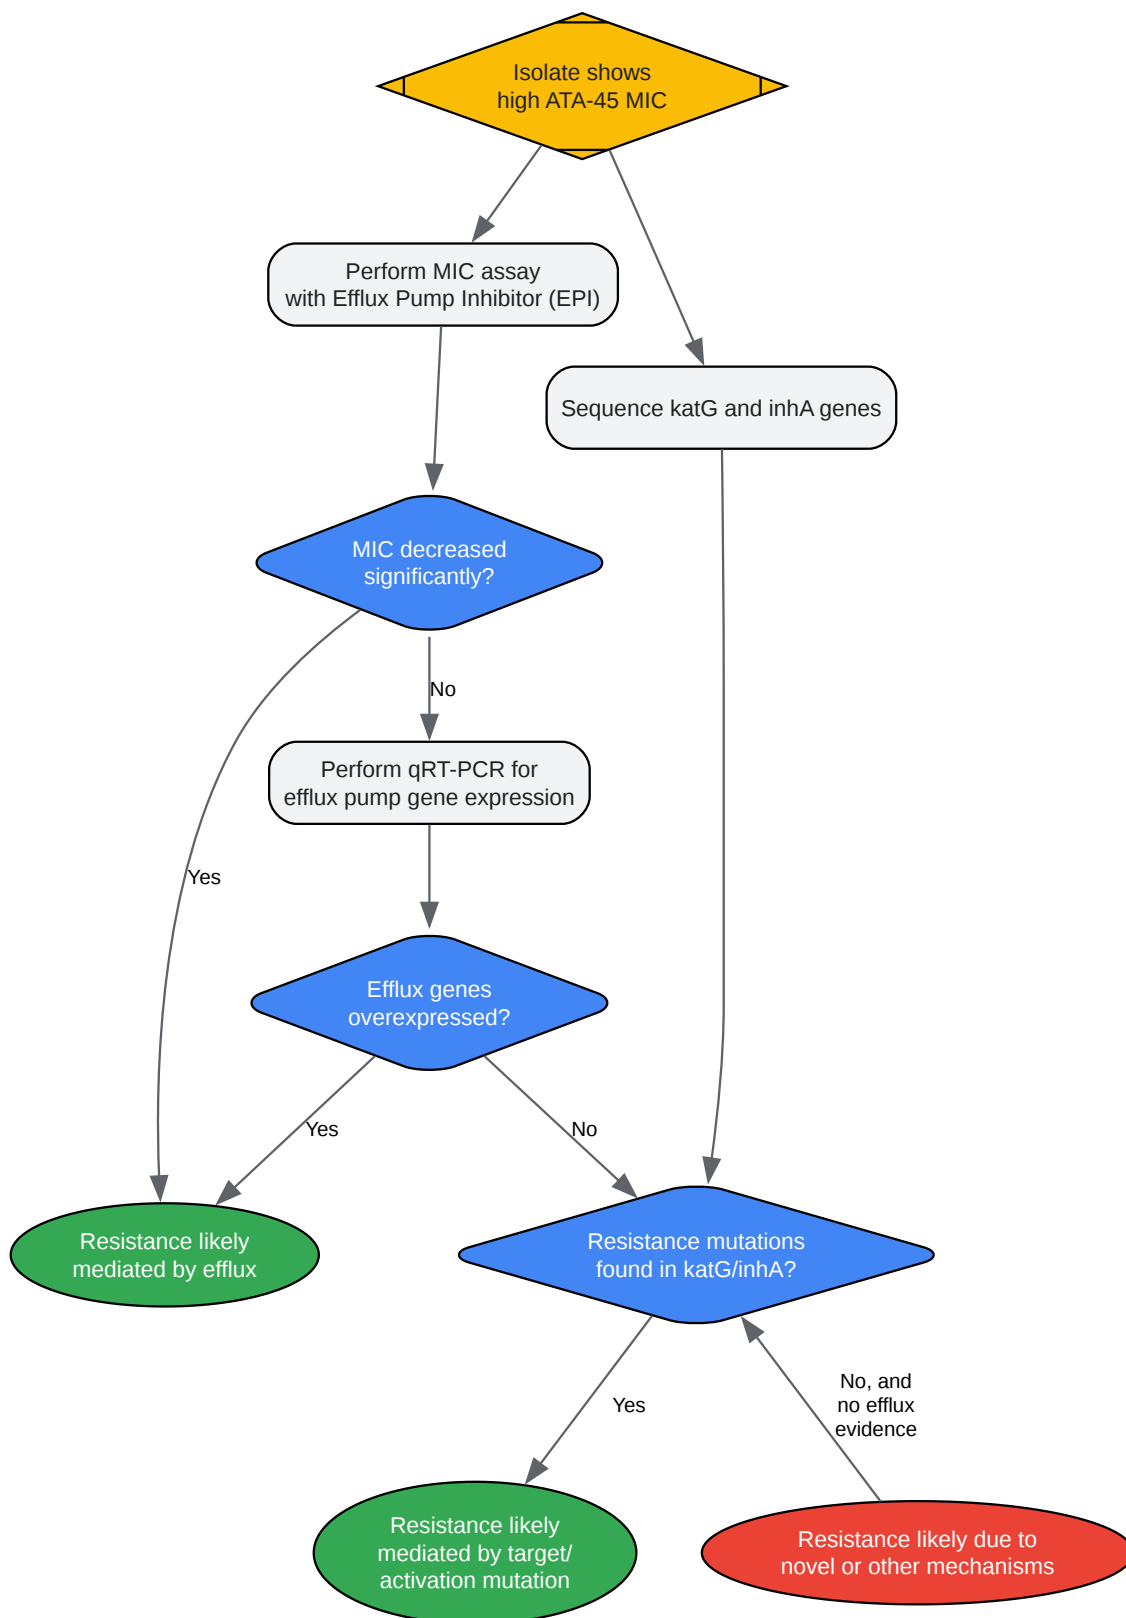 Isolate shows
high ATA-45 MIC
Perform MIC assay
with Efflux Pump Inhibitor (EPI)
Sequence katG and inhA genes
MIC decreased
significantly?
No
Perform qRT-PCR for
efflux pump gene expression
Yes
Efflux genes
overexpressed?
Yes
No
Resistance likely
mediated by efflux
Resistance mutations
found in katG/inhA?
Yes
No, and
no efflux
evidence
Resistance likely
mediated by target/
activation mutation
Resistance likely due to
novel or other mechanisms